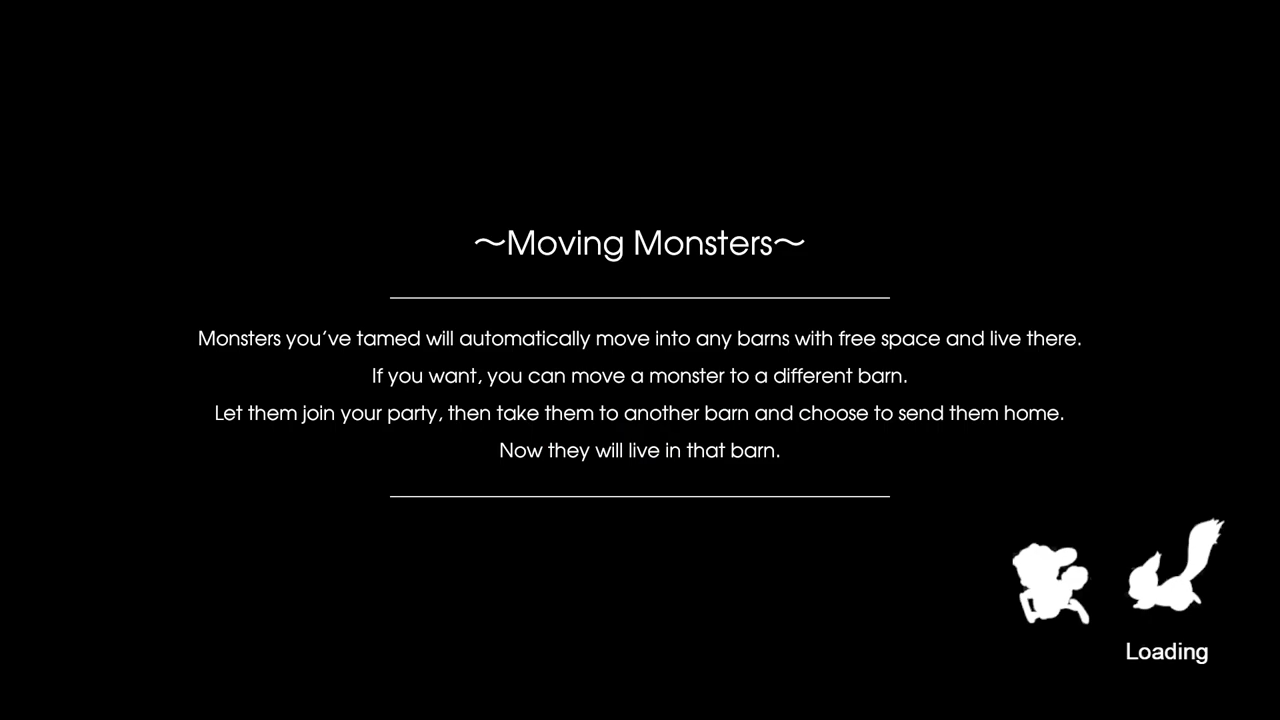 ～Moving Monsters～
Monsters you’ve tamed will automatically move into any barns with free space and live there.
If you want, you can move a monster to a different barn.
Let them join your party, then take them to another barn and choose to send them home.
Now they will live in that barn.
Loading